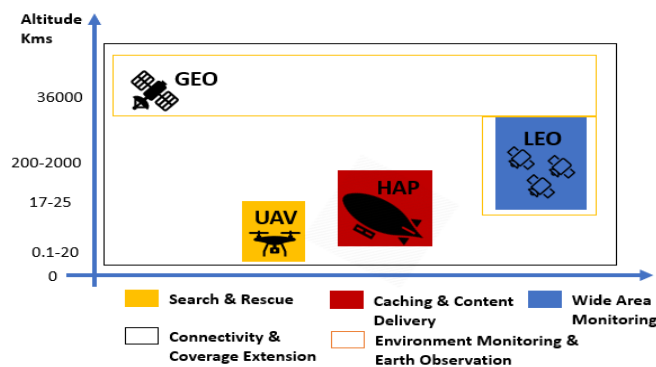 Altitude
Kms
GEO
36000
LEO
200-2000
HAP
17-25
UAV
0.1-20
0
Search & Rescue
Caching & Content
Delivery
Wide Area
Monitoring
Connectivity &
Coverage Extension
Environment Monitoring &
Earth Observation